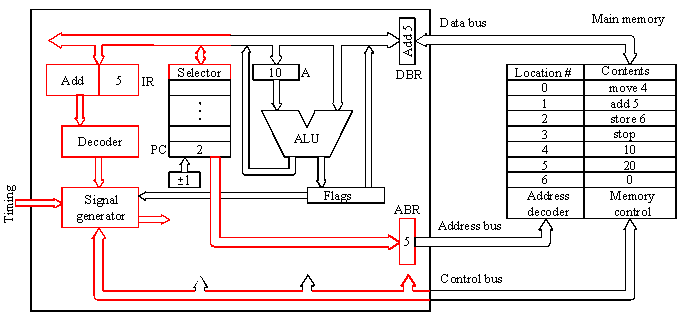 Data bus
Main memory
Add 5
DBR
Add 5 IR
Selector
10 A
Location # Contents
0 move 4
1 add 5
2 store 6
3 stop
4 10
5 20
6 0
Address decoder
Memory control
Decoder
PC 2
ALU
±1
Timing
Signal generator
Flags
ABR
5
Address bus
Control bus